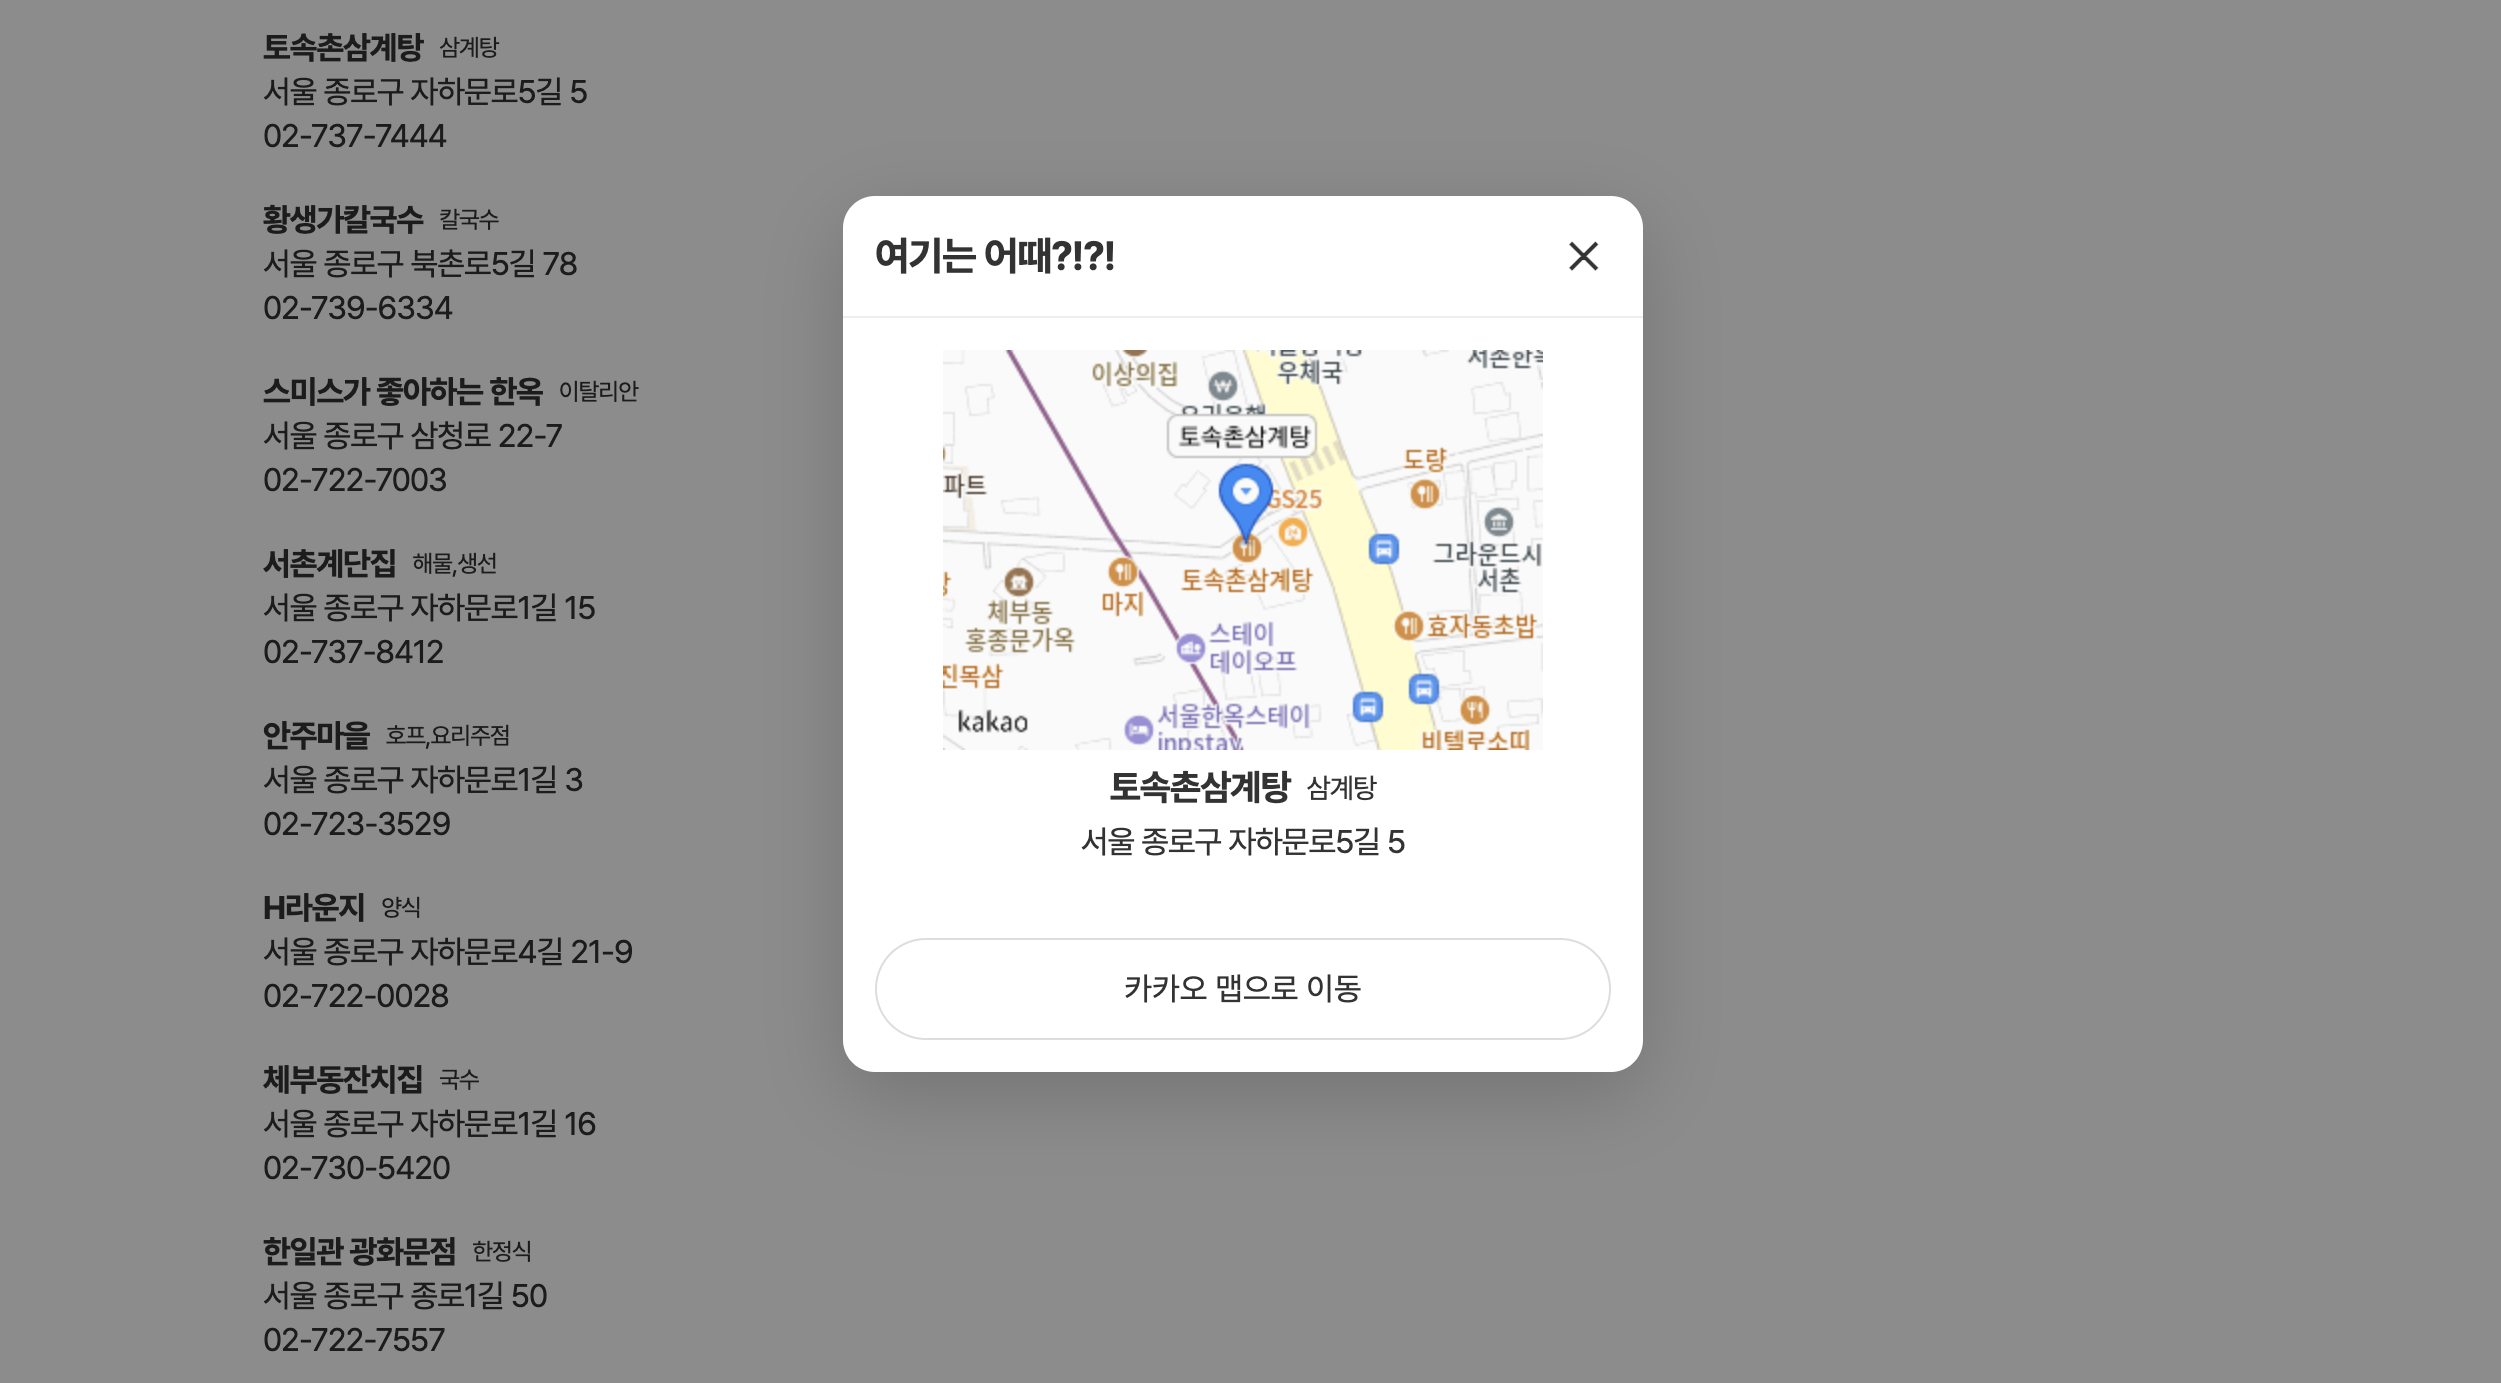 토속촌삼계탕 삼계탕
서울 종로구 자하문로5길 5
02-737-7444
황생가칼국수 칼국수
서울 종로구 북촌로5길 78
02-739-6334
스미스가 좋아하는 한옥 이탈리안
서울 종로구 삼청로 22-7
02-722-7003
서촌계단집 해물,생선
서울 종로구 자하문로1길 15
02-737-8412
안주마을 호프,요리주점
서울 종로구 자하문로1길 3
02-723-3529
H라운지 양식
서울 종로구 자하문로4길 21-9
02-722-0028
체부동잔치집 국수
서울 종로구 자하문로1길 16
02-730-5420
한일관 광화문점 한정식
서울 종로구 종로1길 50
02-722-7557
여기는 어때?!?!
이상의집
우체국
서촌한옥
토속촌삼계탕
도량
파트
GS25
그라운드시
서촌
토속촌삼계탕
마지
체부동
홍종문가옥
스테이
데이오프
효자동초밥
진목삼
서울한옥스테이
kakao
inpstay
비텔로소띠
토속촌삼계탕 삼계탕
서울 종로구 자하문로5길 5
카카오 맵으로 이동